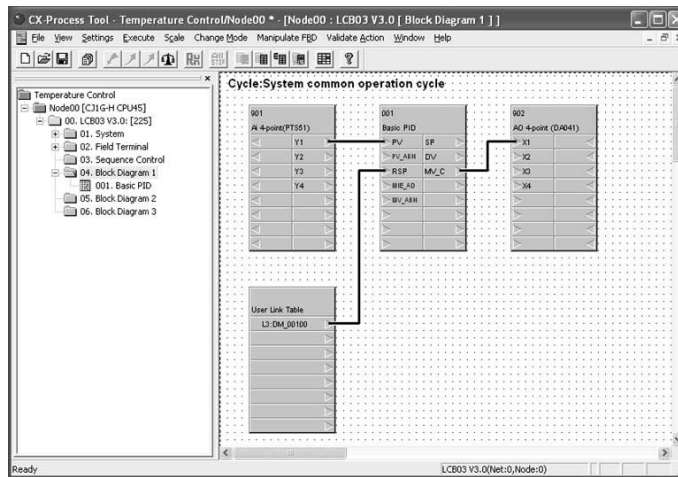 CX-Process Tool - Temperature Control/Node00 * - [Node00 : LCB03 V3.0 [ Block Diagram 1 ] ]
File View Settings Execute Scale Change Mode Manipulate FBD Validate Action Window Help
Temperature Control
Node00 [CJ1G-H CPU45]
00. LCB03 V3.0: [225]
01. System
02. Field Terminal
03. Sequence Control
04. Block Diagram 1
001. Basic PID
05. Block Diagram 2
06. Block Diagram 3
Cycle:System common operation cycle
901
Ai 4-point(PTS51)
Y1
Y2
Y3
Y4
001
Basic PID
PV SP
PV_ASN DV
RSP MV_C
MV_ASN
902
AO 4-point (DA041)
X1
X2
X3
X4
User Link Table
L3:DM_00100
Ready
LCB03 V3.0(Net:0,Node:0)